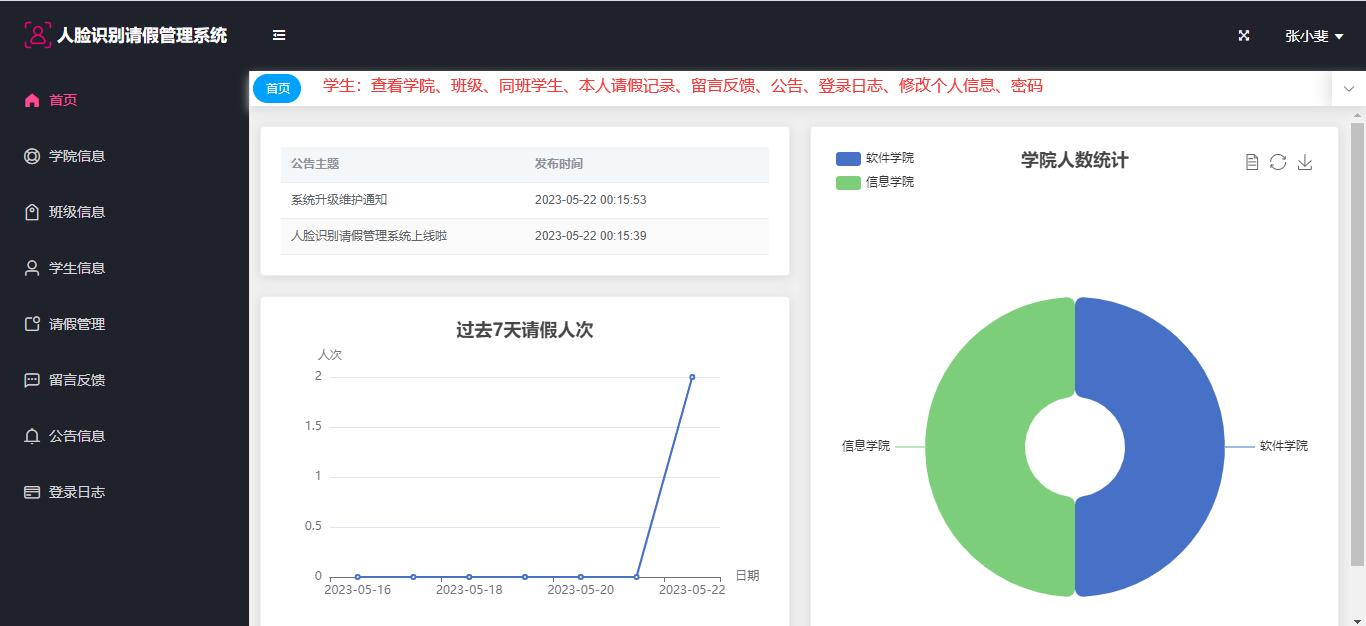 人脸识别请假管理系统
张小斐
首页
学院信息
班级信息
学生信息
请假管理
留言反馈
公告信息
登录日志
首页
学生：查看学院、班级、同班学生、本人请假记录、留言反馈、公告、登录日志、修改个人信息、密码
公告主题 发布时间
系统升级维护通知 2023-05-22 00:15:53
人脸识别请假管理系统上线啦 2023-05-22 00:15:39
过去7天请假人次
人次
2
1.5
1
0.5
0
2023-05-16 2023-05-18 2023-05-20 2023-05-22
日期
软件学院
信息学院
学院人数统计
信息学院
软件学院